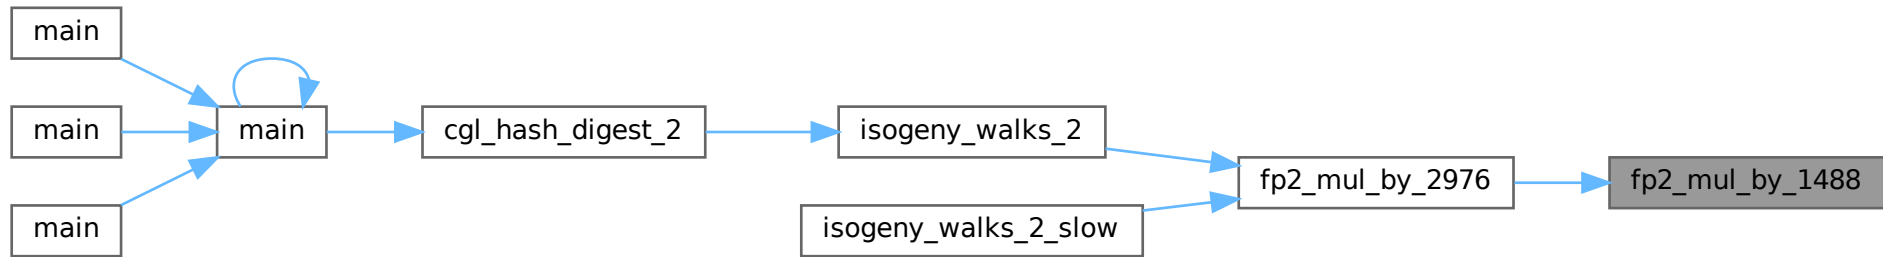 main
main
main
main
cgl_hash_digest_2
isogeny_walks_2
isogeny_walks_2_slow
fp2_mul_by_2976
fp2_mul_by_1488